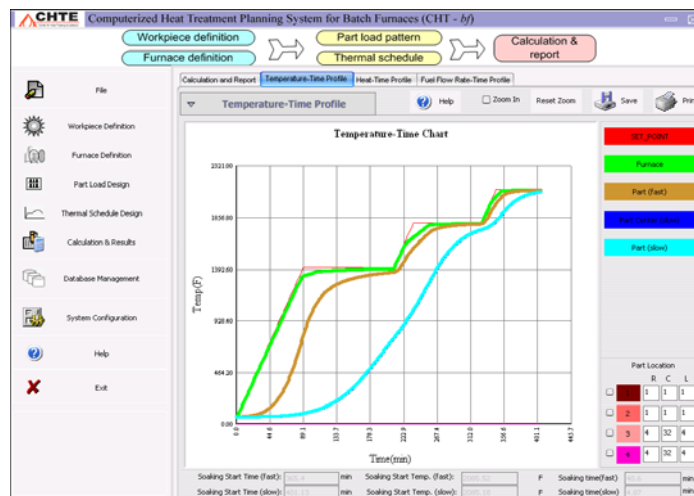 CHTE Computerized Heat Treatment Planning System for Batch Furnaces (CHT - bf)
Workpiece definition
Furnace definition
Part load pattern
Thermal schedule
Calculation & report
Calculation and Report Temperature-Time Profile Heat-Time Profile Fuel Flow Rate-Time Profile
File
Workpiece Definition
Furnace Definition
Part Load Design
Thermal Schedule Design
Calculation & Results
Database Management
System Configuration
Help
Exit
Temperature-Time Profile
Help
Zoom In
Reset Zoom
Save
Print
Temperature-Time Chart
Temp(F)
2321.00
1856.80
1392.60
928.40
464.20
0.00
0.0 44.6 89.1 133.7 178.3 222.9 267.4 312.0 356.6 401.1 445.7
Time(min)
SET_POINT
Furnace
Part (fast)
Part (slow)
Part Location
R C L
1 1 1
2 1 1 1
3 4 32 4
4 4 32 4
Soaking Start Time (fast): min Soaking Start Temp. (fast): F Soaking time(fast) min
Soaking Start Time (slow): min Soaking Start Temp. (slow): F Soaking time(slow)